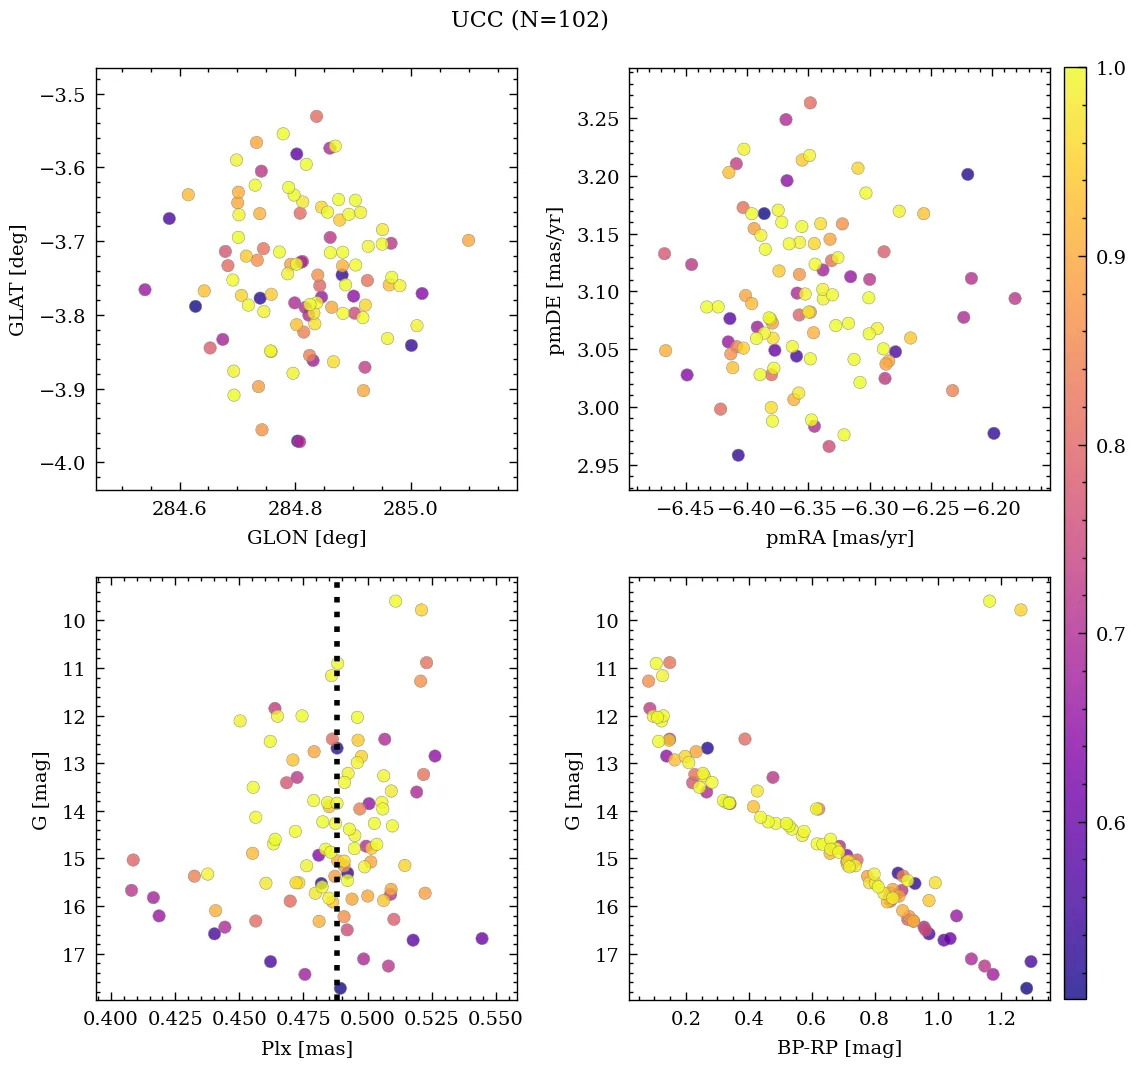 UCC (N=102)
−3.5
−3.6
−3.7
−3.8
−3.9
−4.0
GLAT [deg]
284.6 284.8 285.0
GLON [deg]
3.25
3.20
3.15
3.10
3.05
3.00
2.95
pmDE [mas/yr]
−6.45 −6.40 −6.35 −6.30 −6.25 −6.20
pmRA [mas/yr]
10
11
12
13
14
15
16
17
G [mag]
0.400 0.425 0.450 0.475 0.500 0.525 0.550
Plx [mas]
10
11
12
13
14
15
16
17
G [mag]
0.2 0.4 0.6 0.8 1.0 1.2
BP-RP [mag]
1.0
0.9
0.8
0.7
0.6